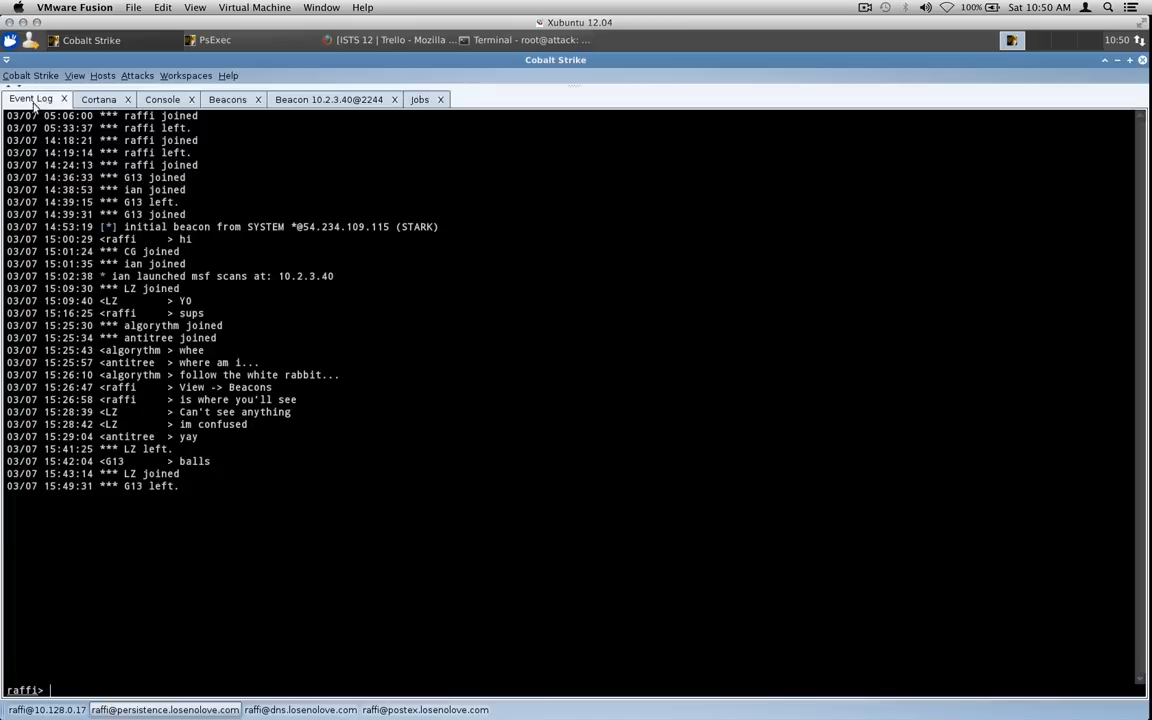 VMware Fusion File Edit View Virtual Machine Window Help 100% Sat 10:50 AM
Xubuntu 12.04
Cobalt Strike PsExec [ISTS 12 | Trello - Mozilla ... Terminal - root@attack: ... 10:50
Cobalt Strike
Cobalt Strike View Hosts Attacks Workspaces Help
Event Log X Cortana X Console X Beacons X Beacon 10.2.3.40@2244 X Jobs X
03/07 05:06:00 *** raffi joined
03/07 05:33:37 *** raffi left.
03/07 14:18:21 *** raffi joined
03/07 14:19:14 *** raffi left.
03/07 14:24:13 *** raffi joined
03/07 14:36:33 *** G13 joined
03/07 14:38:53 *** ian joined
03/07 14:39:15 *** G13 left.
03/07 14:39:31 *** G13 joined
03/07 14:53:19 [*] initial beacon from SYSTEM *@54.234.109.115 (STARK)
03/07 15:00:29 <raffi > hi
03/07 15:01:24 *** CG joined
03/07 15:01:35 *** ian joined
03/07 15:02:38 * ian launched msf scans at: 10.2.3.40
03/07 15:09:30 *** LZ joined
03/07 15:09:40 <LZ > YO
03/07 15:16:25 <raffi > sups
03/07 15:25:30 *** algorythm joined
03/07 15:25:34 *** antitree joined
03/07 15:25:43 <algorythm > whee
03/07 15:25:57 <antitree > where am i...
03/07 15:26:10 <algorythm > follow the white rabbit...
03/07 15:26:47 <raffi > View -> Beacons
03/07 15:26:58 <raffi > is where you'll see
03/07 15:28:39 <LZ > Can't see anything
03/07 15:28:42 <LZ > im confused
03/07 15:29:04 <antitree > yay
03/07 15:41:25 *** LZ left.
03/07 15:42:04 <G13 > balls
03/07 15:43:14 *** LZ joined
03/07 15:49:31 *** G13 left.
raffi>
raffi@10.128.0.17 raffi@persistence.losenolove.com raffi@dns.losenolove.com raffi@postex.losenolove.com